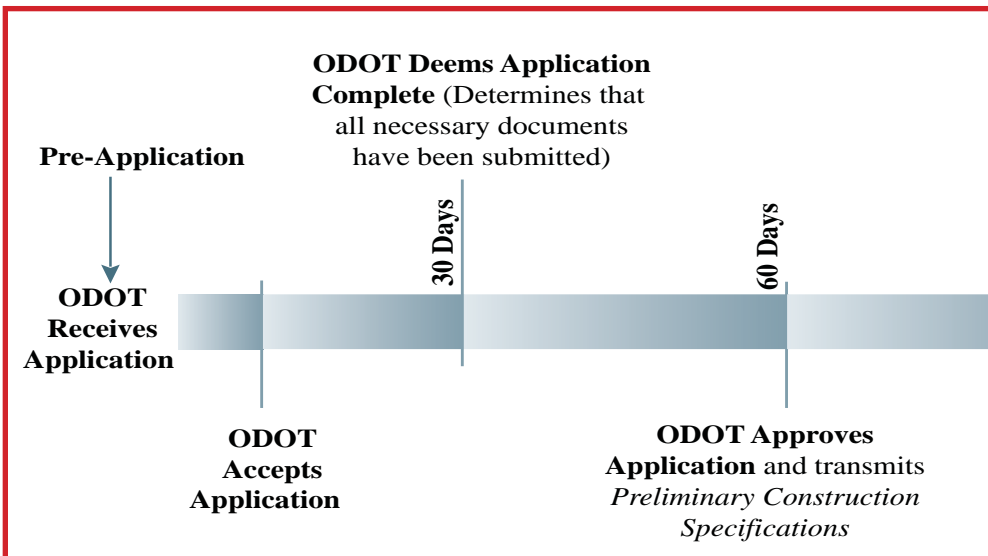 Pre-Application
ODOT
Receives
Application
ODOT
Accepts
Application
ODOT Deems Application
Complete (Determines that
all necessary documents
have been submitted)
30 Days
60 Days
ODOT Approves
Application and transmits
Preliminary Construction
Specifications